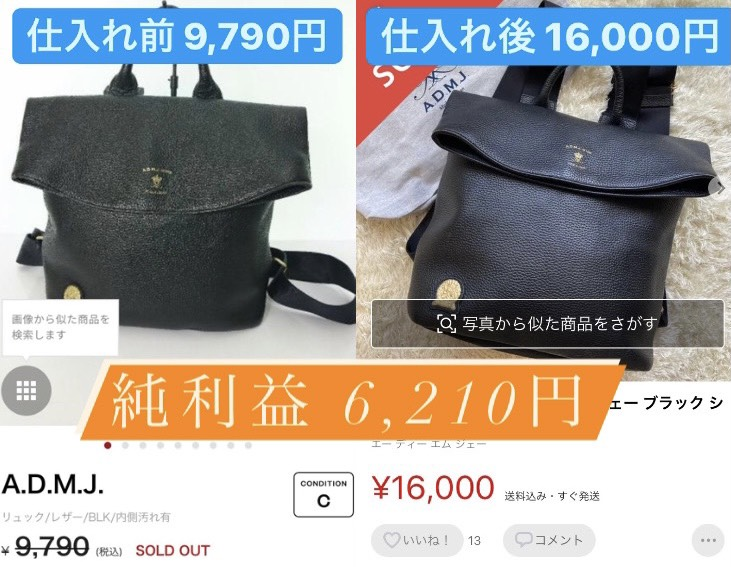 仕入れ前 9,790円
仕入れ後 16,000円
A.D.M.J
画像から似た商品を
検索します
写真から似た商品をさがす
純利益 6,210円
ェー ブラック シ
エー ディー エム ジェー
A.D.M.J.
CONDITION
C
リュック/レザー/BLK/内側汚れ有
¥ 9,790 (税込) SOLD OUT
¥16,000 送料込み・すぐ発送
いいね! 13 コメント